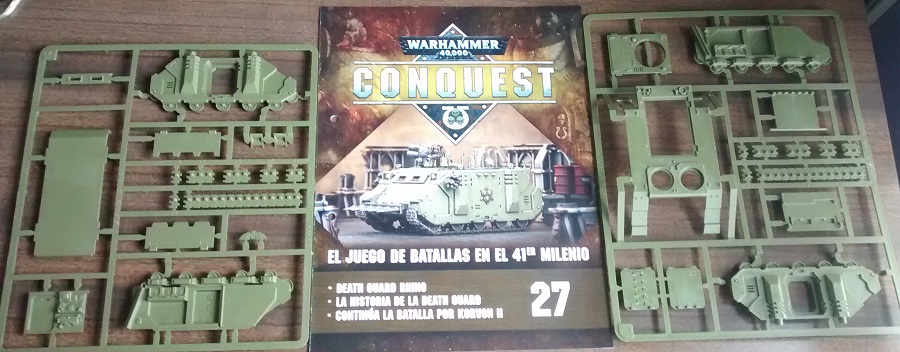 WARHAMMER
40,000
CONQUEST
EL JUEGO DE BATALLAS EN EL 41ER MILENIO
· DEATH GUARD RHINO
· LA HISTORIA DE LA DEATH GUARD
· CONTINÚA LA BATALLA POR KORVON II
27